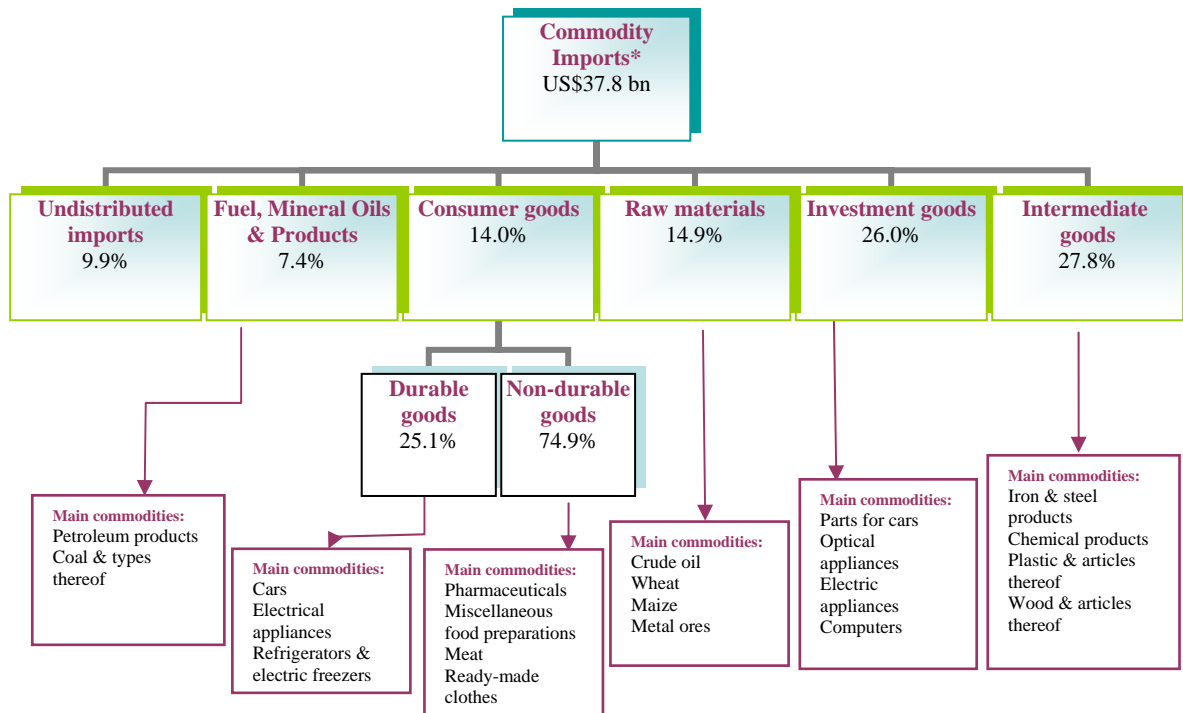 Commodity
Imports*
US$37.8 bn
Undistributed
imports
9.9%
Fuel, Mineral Oils
& Products
7.4%
Consumer goods
14.0%
Raw materials
14.9%
Investment goods
26.0%
Intermediate
goods
27.8%
Durable
goods
25.1%
Non-durable
goods
74.9%
Main commodities:
Petroleum products
Coal & types
thereof
Main commodities:
Cars
Electrical
appliances
Refrigerators &
electric freezers
Main commodities:
Pharmaceuticals
Miscellaneous
food preparations
Meat
Ready-made
clothes
Main commodities:
Crude oil
Wheat
Maize
Metal ores
Main commodities:
Parts for cars
Optical
appliances
Electric
appliances
Computers
Main commodities:
Iron & steel
products
Chemical products
Plastic & articles
thereof
Wood & articles
thereof